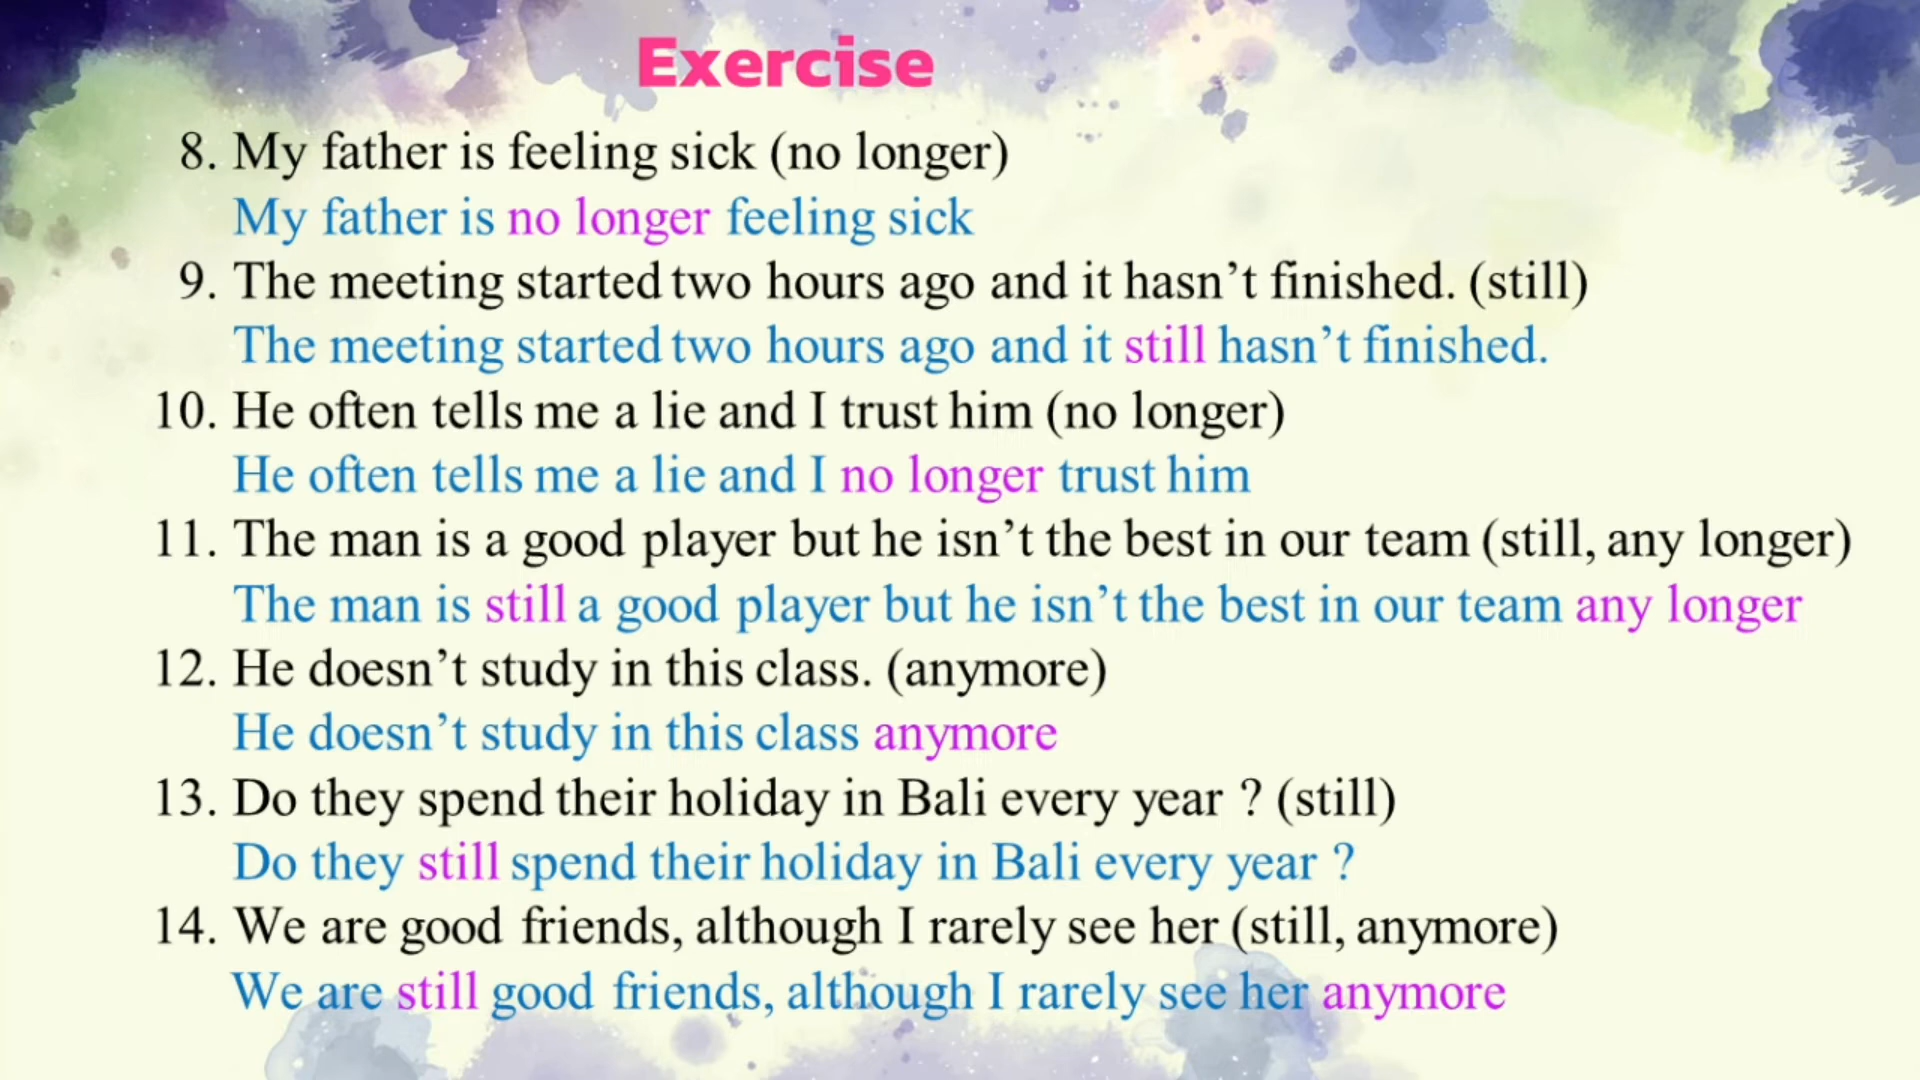 Exercise
8. My father is feeling sick (no longer)
My father is no longer feeling sick
9. The meeting started two hours ago and it hasn’t finished. (still)
The meeting started two hours ago and it still hasn’t finished.
10. He often tells me a lie and I trust him (no longer)
He often tells me a lie and I no longer trust him
11. The man is a good player but he isn’t the best in our team (still, any longer)
The man is still a good player but he isn’t the best in our team any longer
12. He doesn’t study in this class. (anymore)
He doesn’t study in this class anymore
13. Do they spend their holiday in Bali every year ? (still)
Do they still spend their holiday in Bali every year ?
14. We are good friends, although I rarely see her (still, anymore)
We are still good friends, although I rarely see her anymore